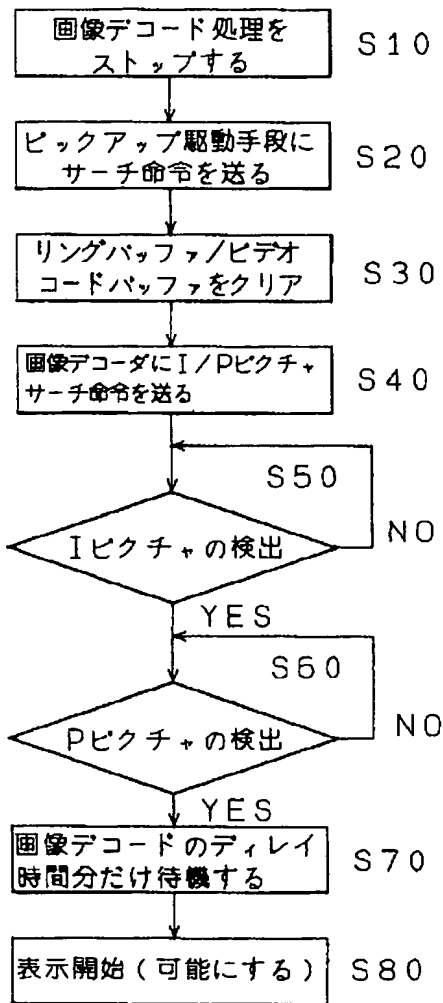 画像デコード処理を
ストップする
S10
ピックアップ駆動手段に
サーチ命令を送る
S20
リングバッファ/ビデオ
コードバッファをクリア
S30
画像デコーダにI/Pピクチャ
サーチ命令を送る
S40
S50
Iピクチャの検出
NO
YES
S60
Pピクチャの検出
NO
YES
画像デコードのディレイ
時間分だけ待機する
S70
表示開始(可能にする)
S80